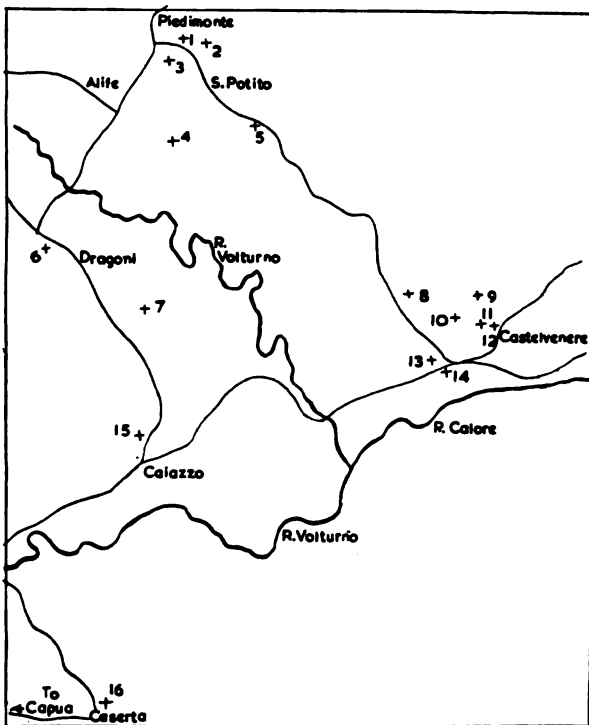 Piedimonte
1
2
3
Alife
S. Potito
4
5
6
Dragoni
R.
Volturno
7
8
9
10
11
12
Castelvenere
13
14
R. Calore
15
Caiazzo
R. Volturno
16
To
Capua
Caserta